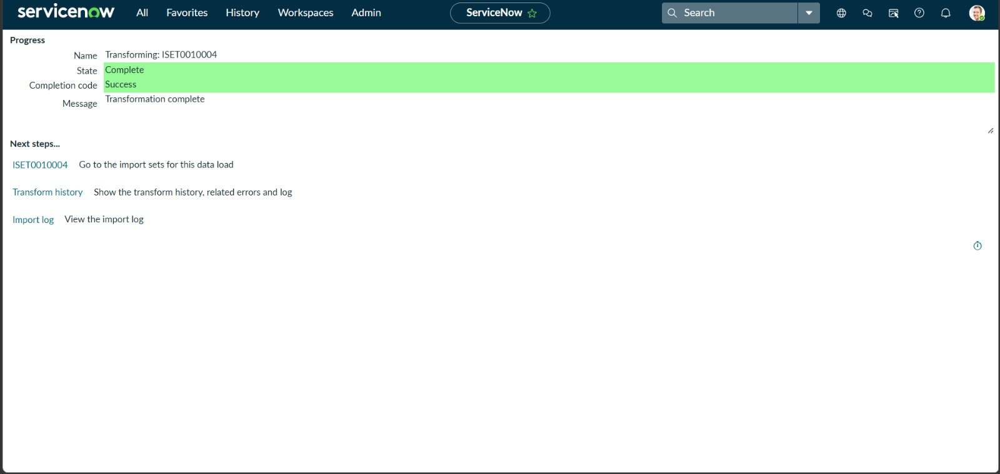 servicenow All Favorites History Workspaces Admin ServiceNow Search
Progress
Name Transforming: ISET0010004
State Complete
Completion code Success
Message Transformation complete
Next steps...
ISET0010004 Go to the import sets for this data load
Transform history Show the transform history, related errors and log
Import log View the import log